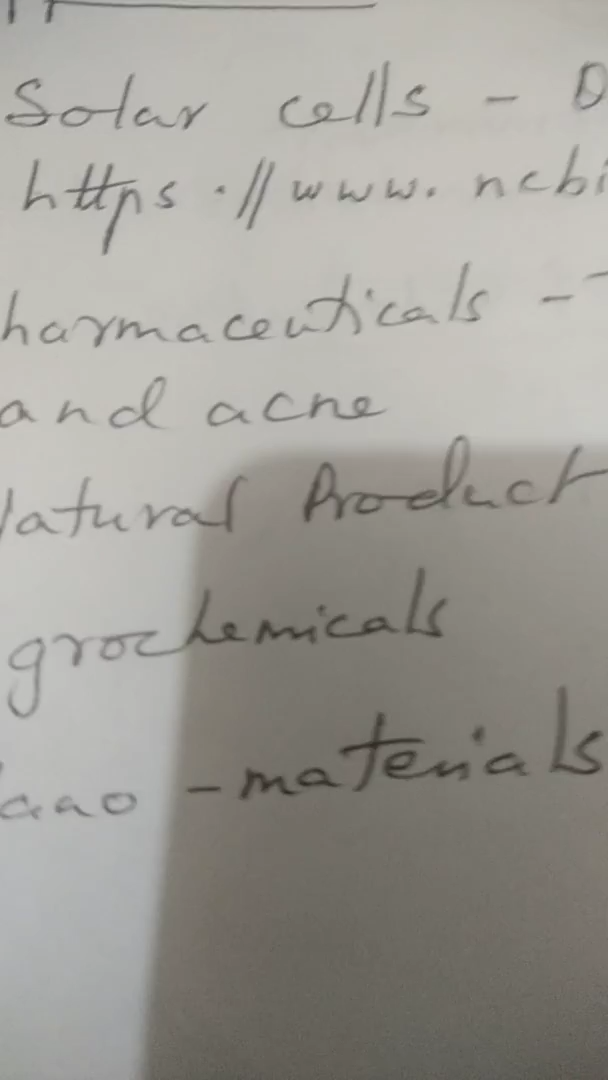 Solar cells - D
https://www.ncbi
harmaceuticals -
and acne
latural Product
grochemicals
ano -materials